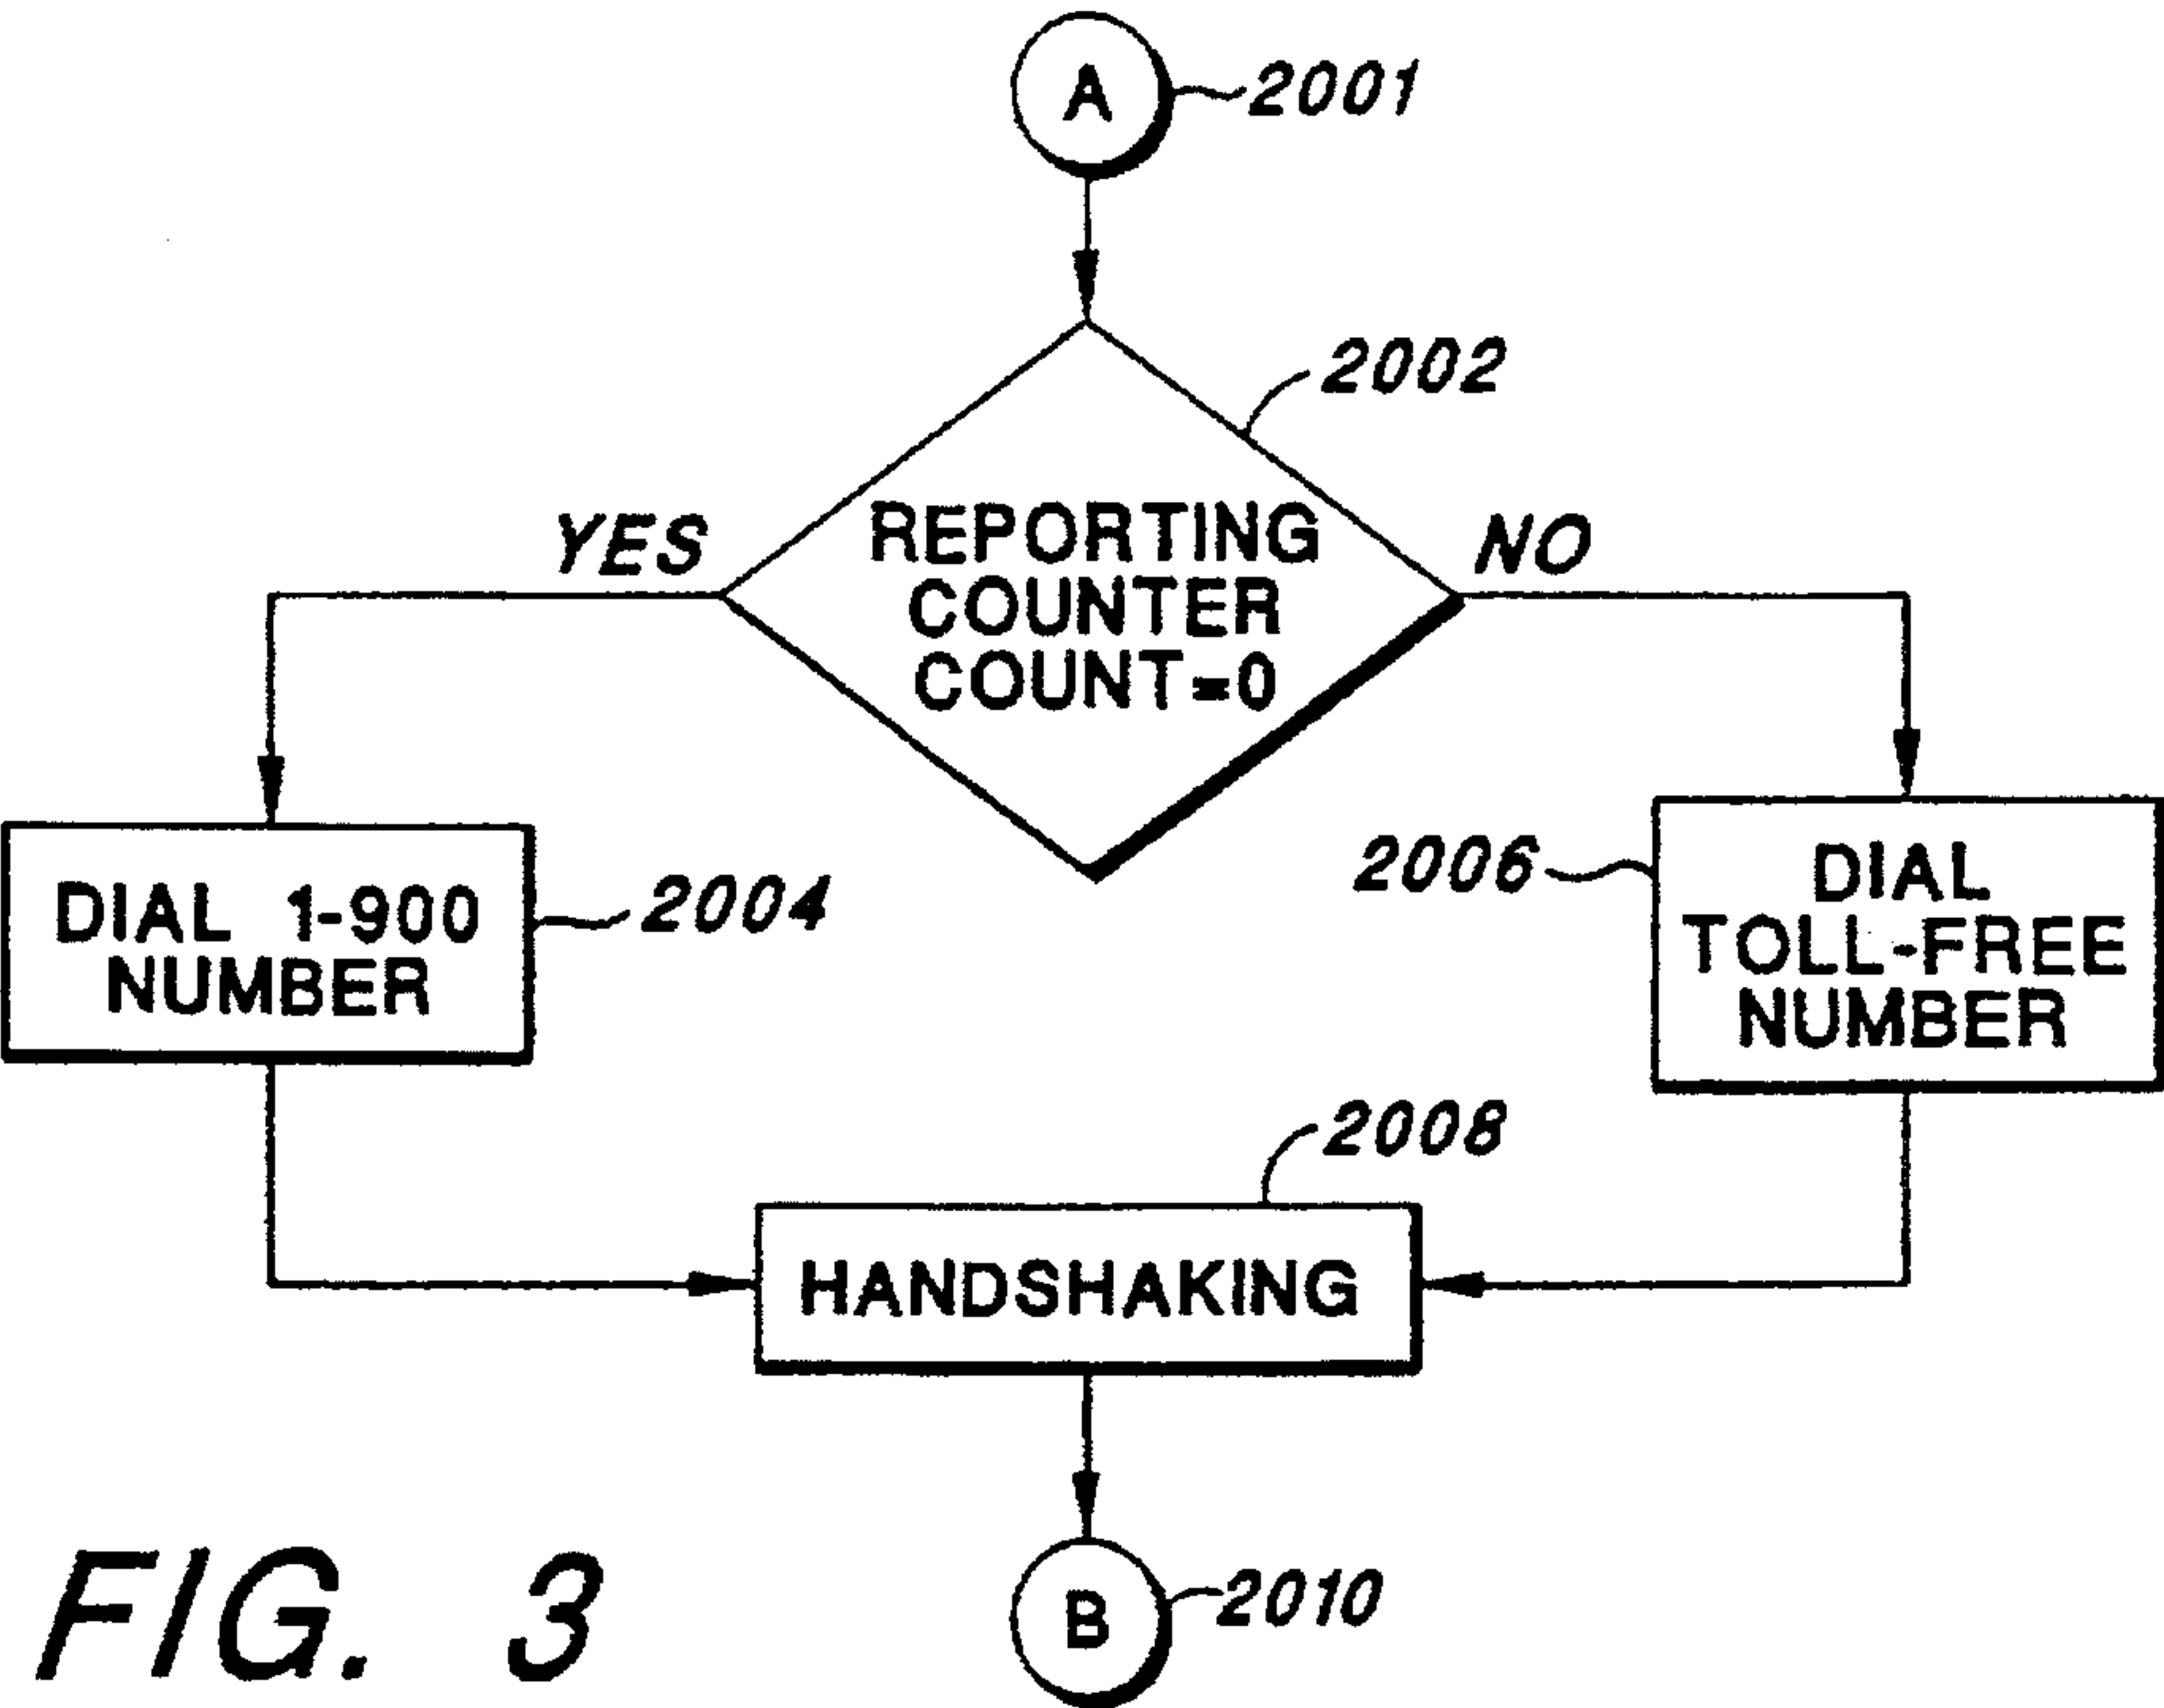 A
2001
2002
YES
REPORTING
COUNTER
COUNT=0
NO
DIAL 1-900
NUMBER
2004
2006
DIAL
TOLL-FREE
NUMBER
2008
HANDSHAKING
B
2010
FIG. 3